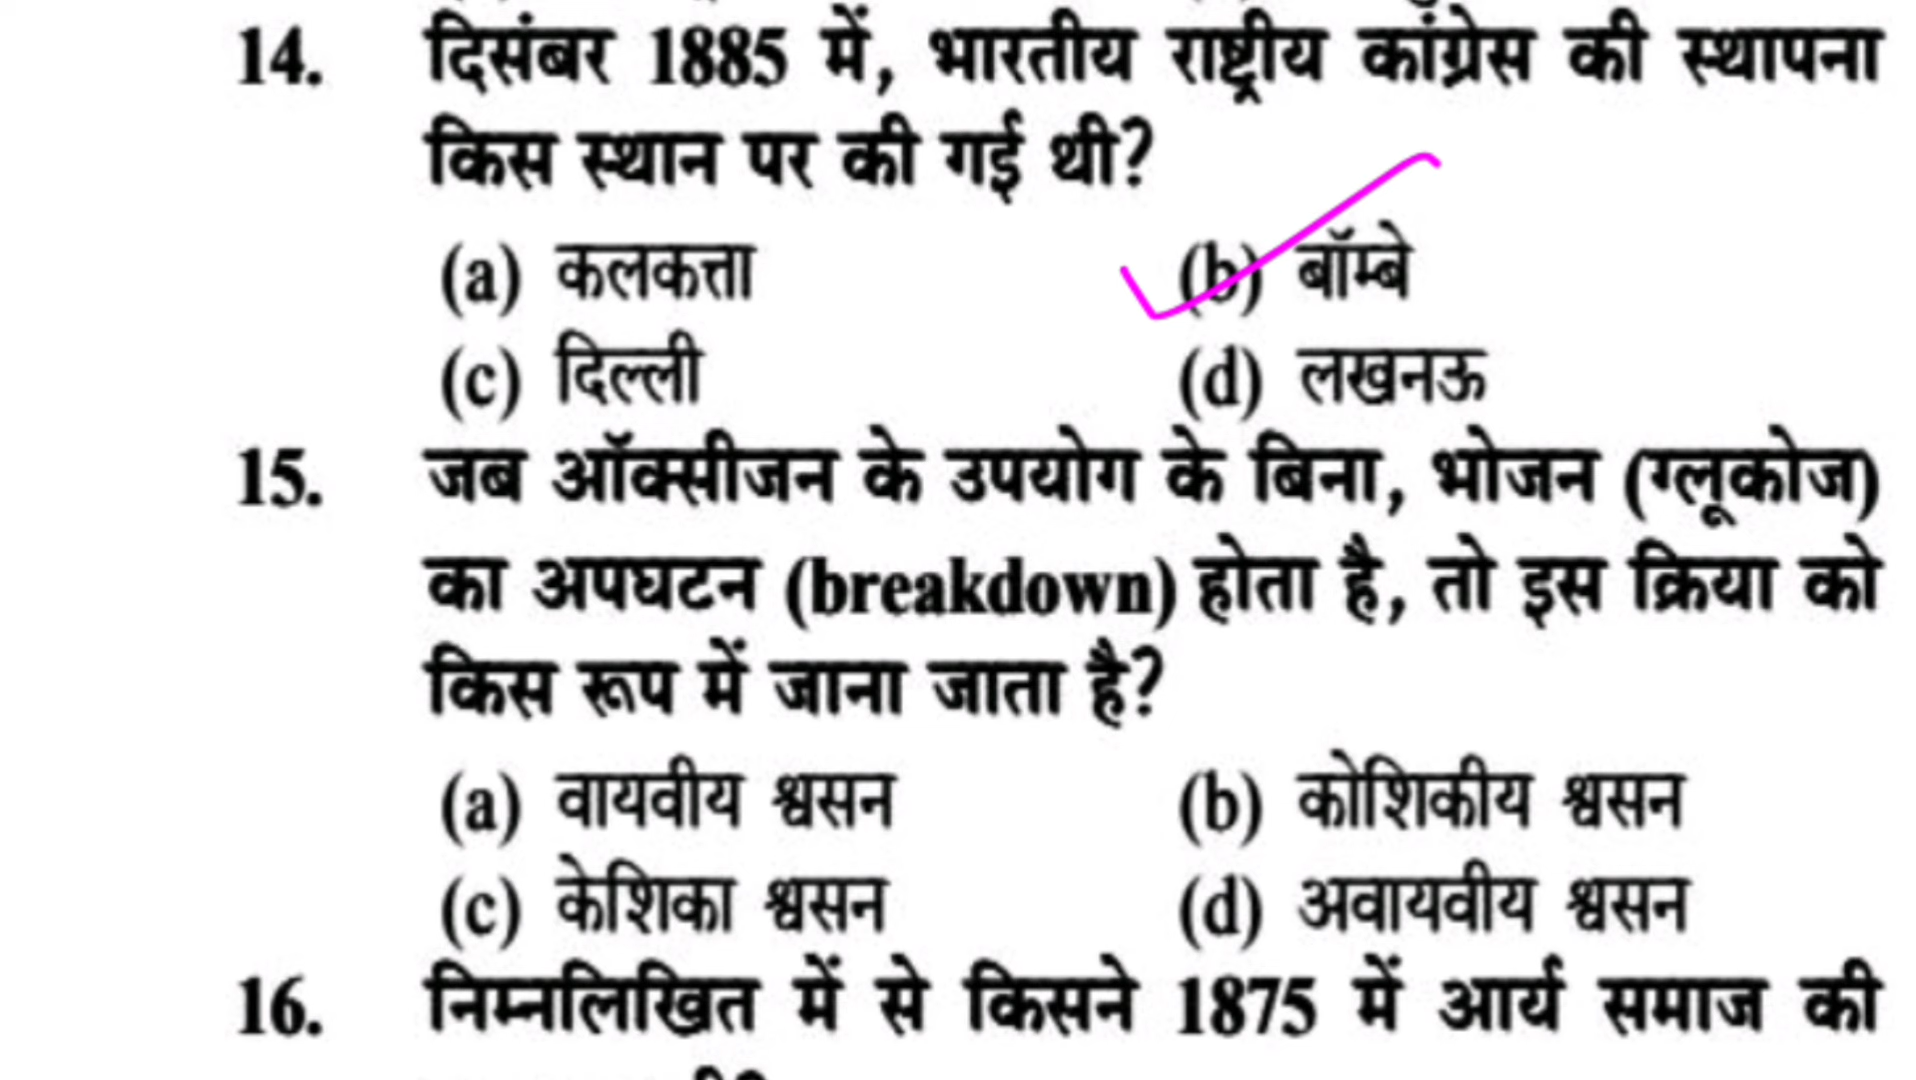 14. दिसंबर 1885 में, भारतीय राष्ट्रीय कांग्रेस की स्थापना
किस स्थान पर की गई थी?
(a) कलकत्ता (b) बॉम्बे
(c) दिल्ली (d) लखनऊ
15. जब ऑक्सीजन के उपयोग के बिना, भोजन (ग्लूकोज)
का अपघटन (breakdown) होता है, तो इस क्रिया को
किस रूप में जाना जाता है?
(a) वायवीय श्वसन (b) कोशिकीय श्वसन
(c) केशिका श्वसन (d) अवायवीय श्वसन
16. निम्नलिखित में से किसने 1875 में आर्य समाज की